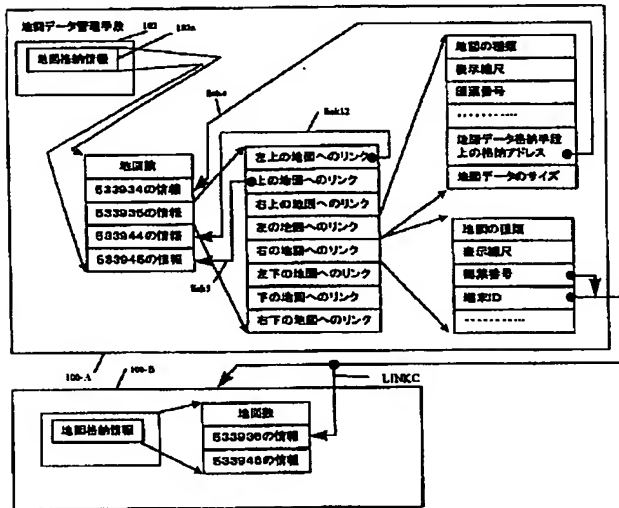 地図データ管理手段
102
102a
地図格納情報
link12
地図数
533934の情報
533935の情報
533944の情報
533945の情報
左上の地図へのリンク
上の地図へのリンク
右上の地図へのリンク
左の地図へのリンク
右の地図へのリンク
左下の地図へのリンク
下の地図へのリンク
右下の地図へのリンク
地図の種類
表示縮尺
図葉番号
............
地図データ格納手段
上の格納アドレス
地図データのサイズ
地図の種類
表示縮尺
図葉番号
端末ID
............
100-A
100-B
LINKC
地図格納情報
地図数
533936の情報
533946の情報